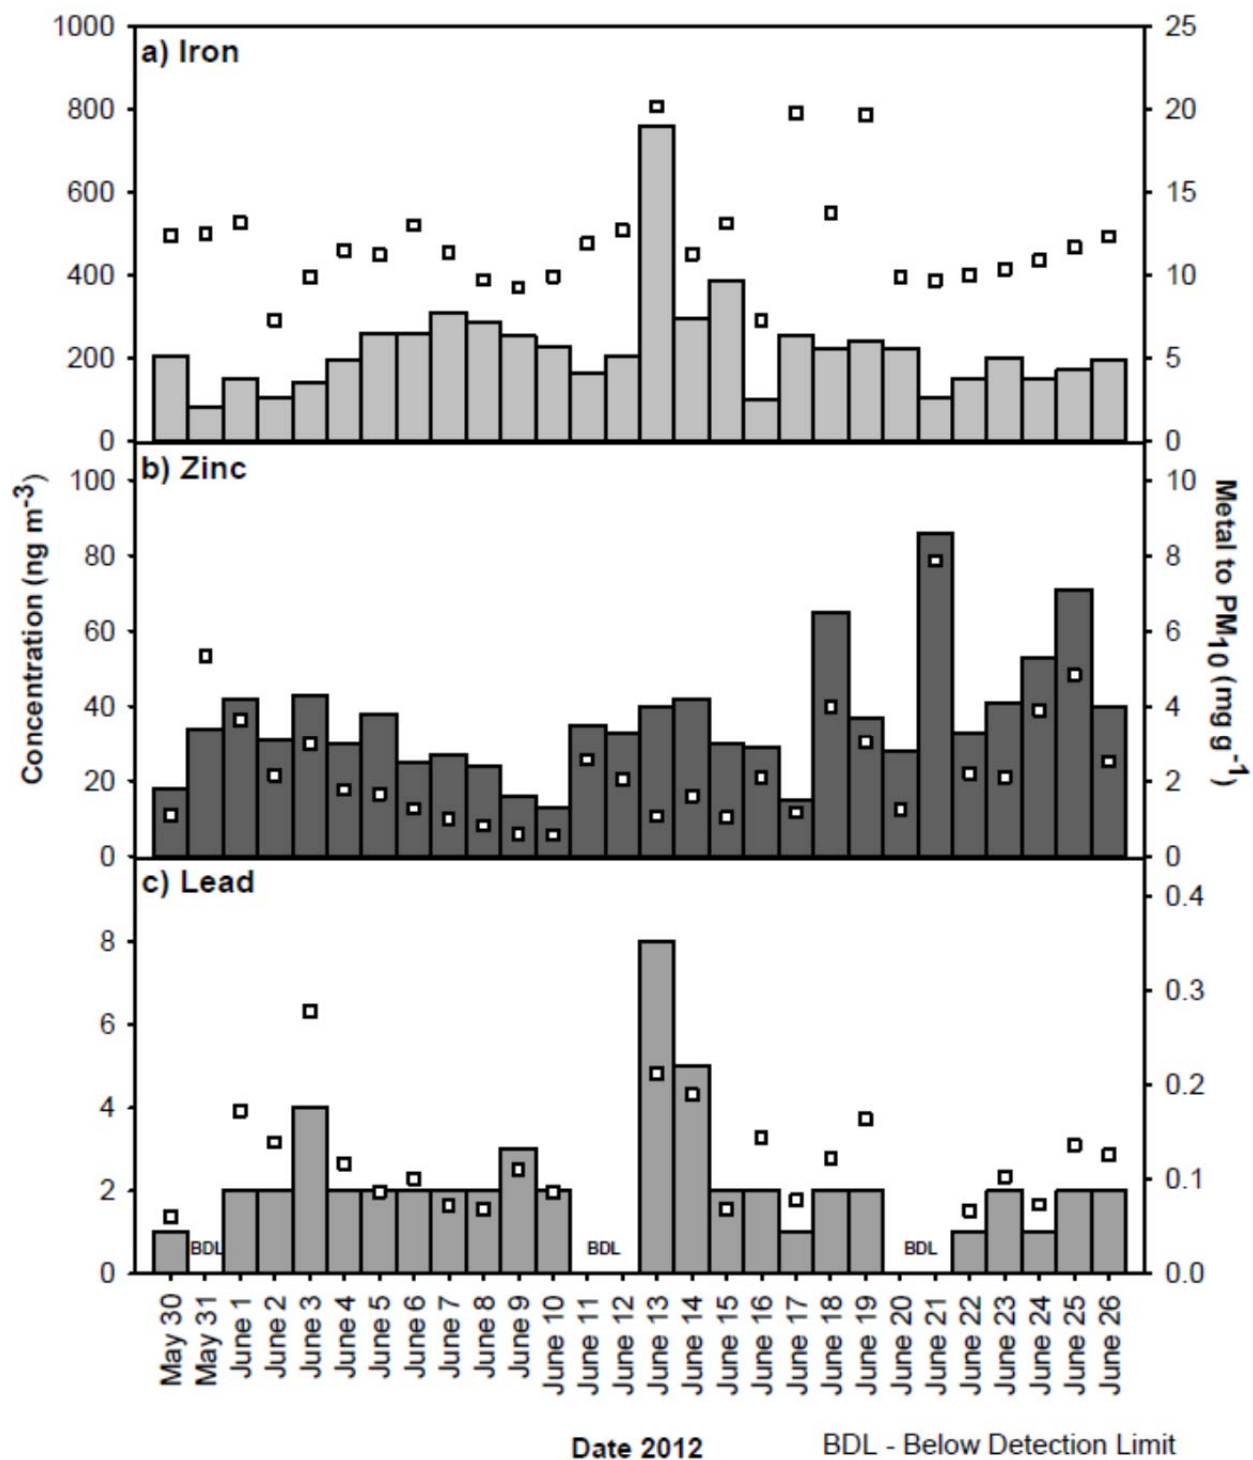 a) Iron
1000
800
600
400
200
0
25
20
15
10
5
0
b) Zinc
100
80
60
40
20
0
10
8
6
4
2
0
Concentration (ng m-3)
Metal to PM10 (mg g-1)
c) Lead
8
6
4
2
0
0.4
0.3
0.2
0.1
0.0
BDL
BDL
BDL
May 30
May 31
June 1
June 2
June 3
June 4
June 5
June 6
June 7
June 8
June 9
June 10
June 11
June 12
June 13
June 14
June 15
June 16
June 17
June 18
June 19
June 20
June 21
June 22
June 23
June 24
June 25
June 26
Date 2012
BDL - Below Detection Limit